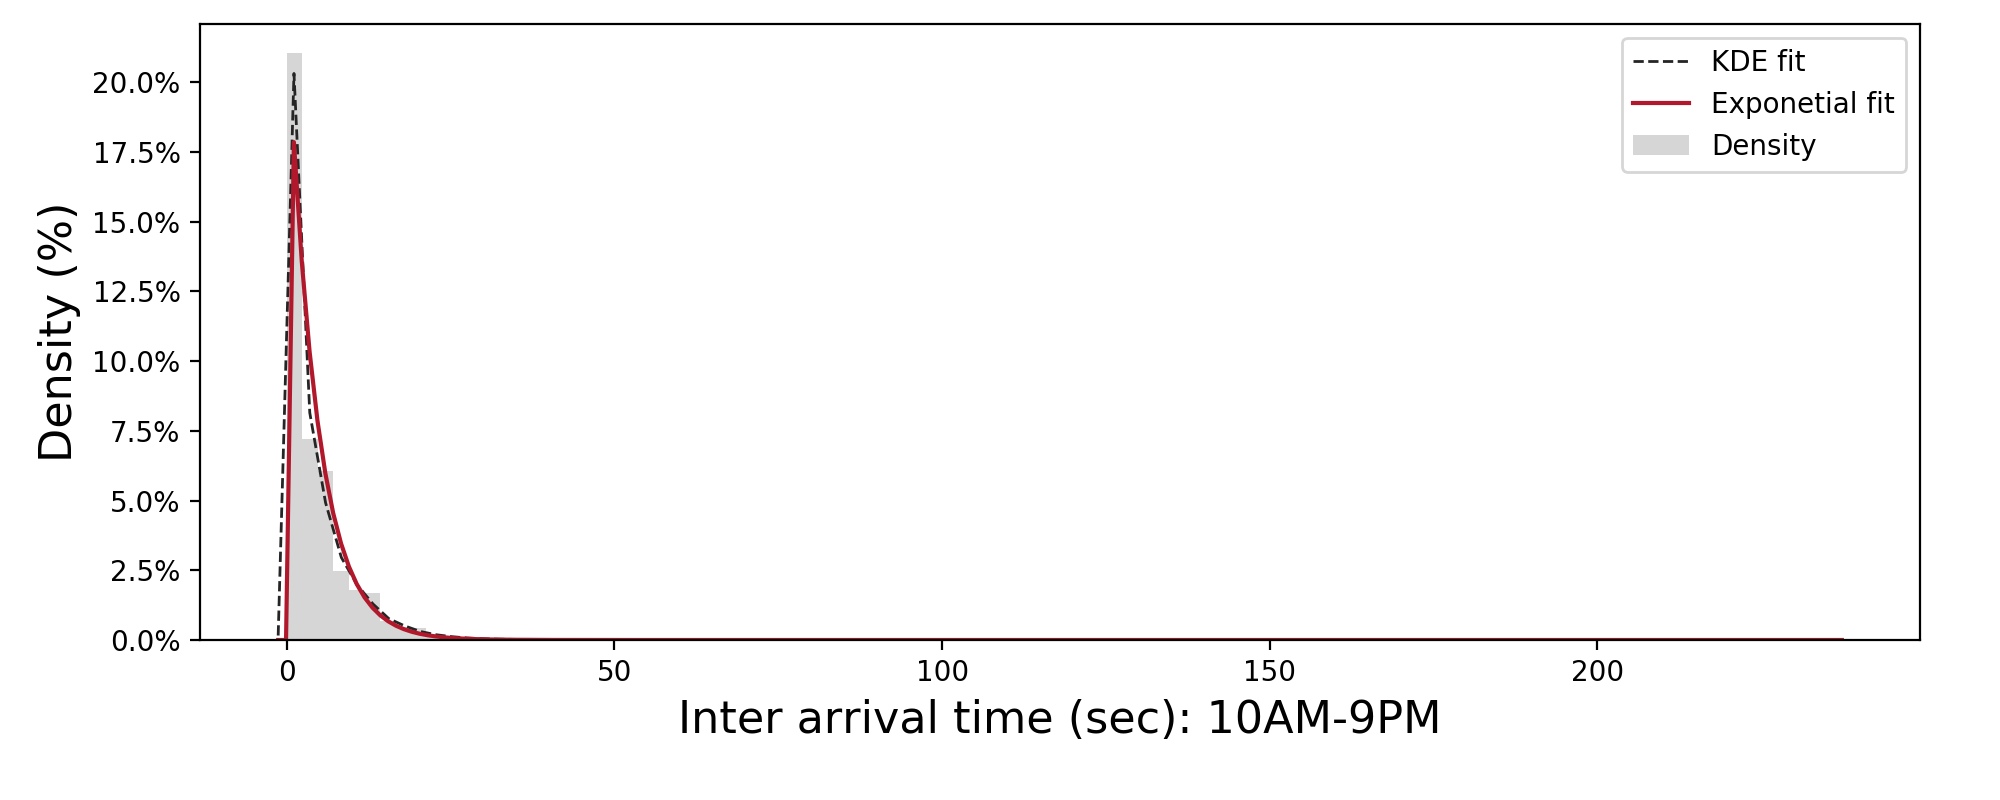 KDE fit
Exponetial fit
Density
20.0%
17.5%
15.0%
12.5%
10.0%
7.5%
5.0%
2.5%
0.0%
Density (%)
0 50 100 150 200
Inter arrival time (sec): 10AM-9PM